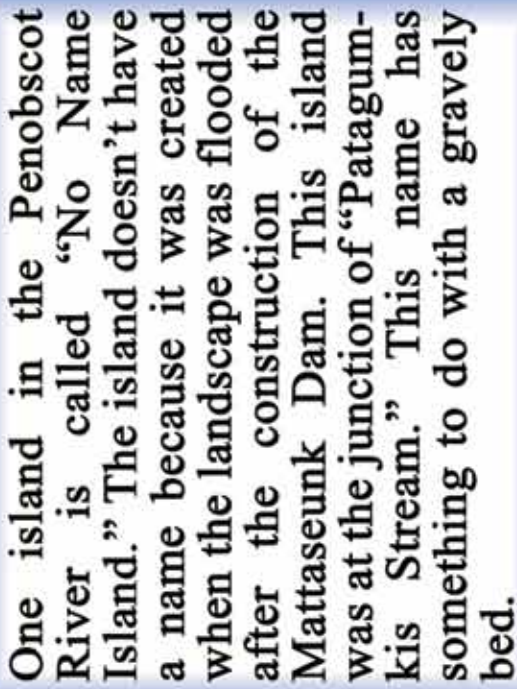 One island in the Penobscot
River is called “No Name
Island.” The island doesn’t have
a name because it was created
when the landscape was flooded
after the construction of the
Mattaseunk Dam. This island
was at the junction of “Patagum-
kis Stream.” This name has
something to do with a gravely
bed.